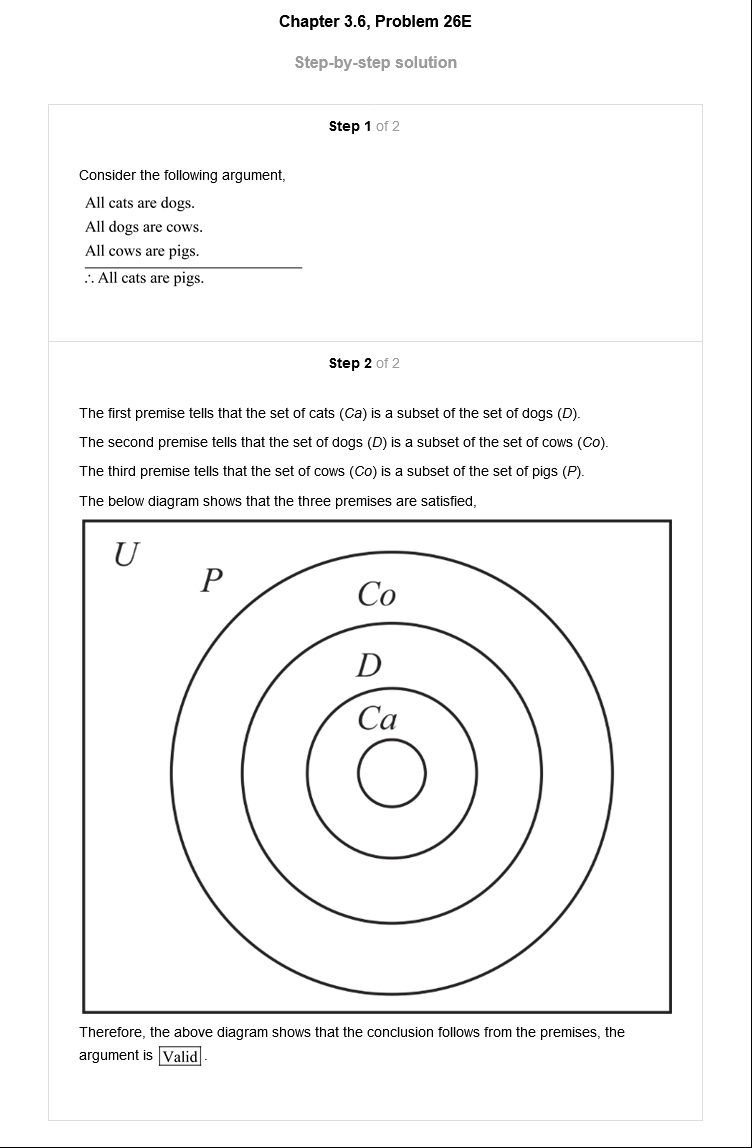 Chapter 3.6, Problem 26E
Step-by-step solution
Step 1 of 2
Consider the following argument,
All cats are dogs.
All dogs are cows.
All cows are pigs.
∴ All cats are pigs.
Step 2 of 2
The first premise tells that the set of cats (Ca) is a subset of the set of dogs (D).
The second premise tells that the set of dogs (D) is a subset of the set of cows (Co).
The third premise tells that the set of cows (Co) is a subset of the set of pigs (P).
The below diagram shows that the three premises are satisfied,
U
P
Co
D
Ca
Therefore, the above diagram shows that the conclusion follows from the premises, the
argument is Valid.